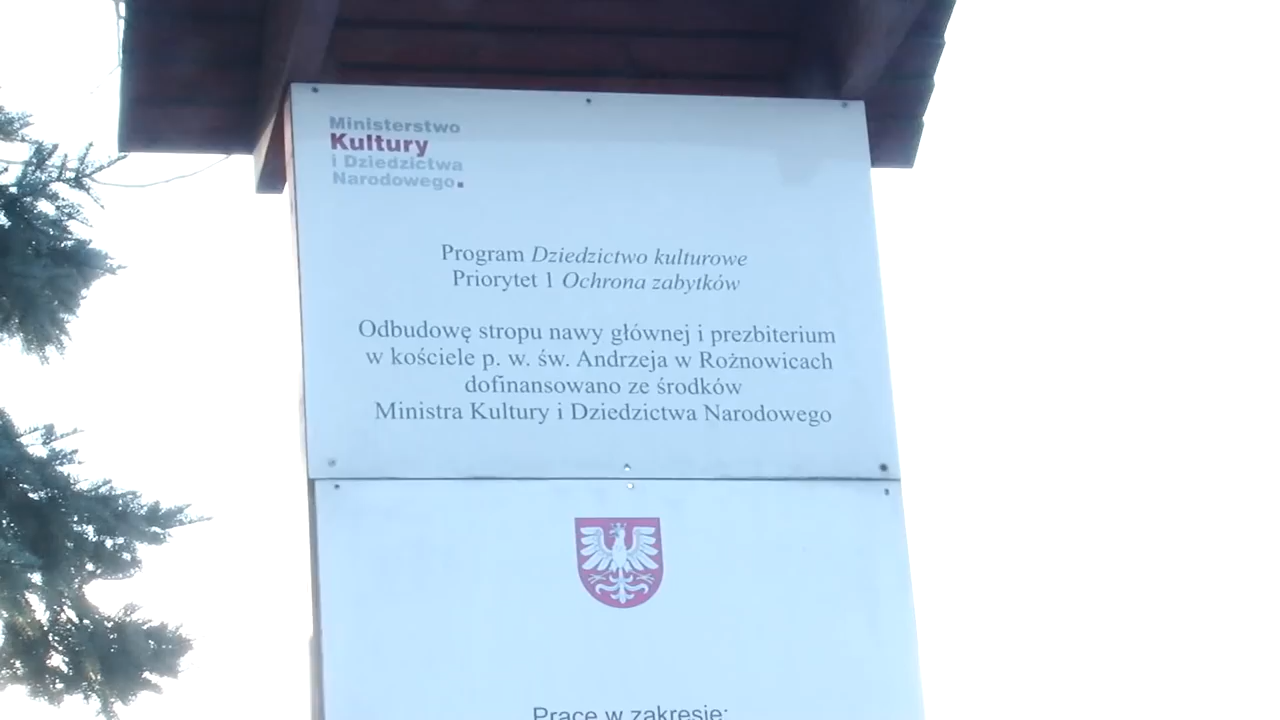 Ministerstwo
Kultury
i Dziedzictwa
Narodowego.
Program Dziedzictwo kulturowe
Priorytet 1 Ochrona zabytków
Odbudowę stropu nawy głównej i prezbiterium
w kościele p. w. św. Andrzeja w Rożnowicach
dofinansowano ze środków
Ministra Kultury i Dziedzictwa Narodowego
Prace w zakresie: